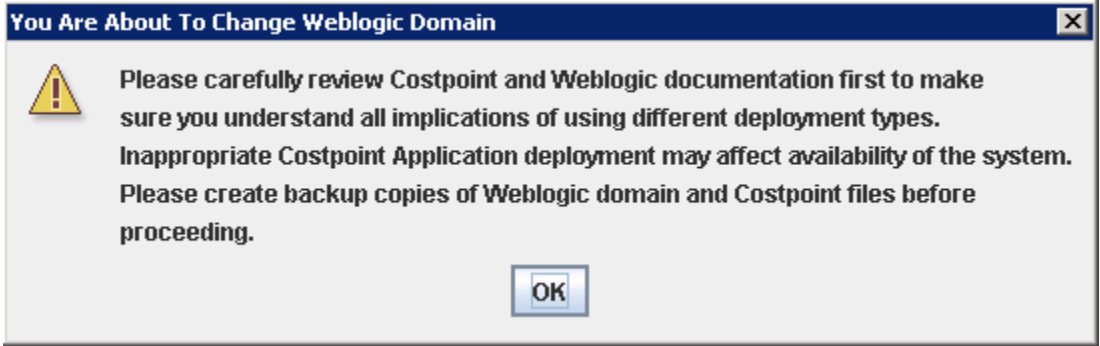 You Are About To Change Weblogic Domain
Please carefully review Costpoint and Weblogic documentation first to make
sure you understand all implications of using different deployment types.
Inappropriate Costpoint Application deployment may affect availability of the system.
Please create backup copies of Weblogic domain and Costpoint files before
proceeding.
OK